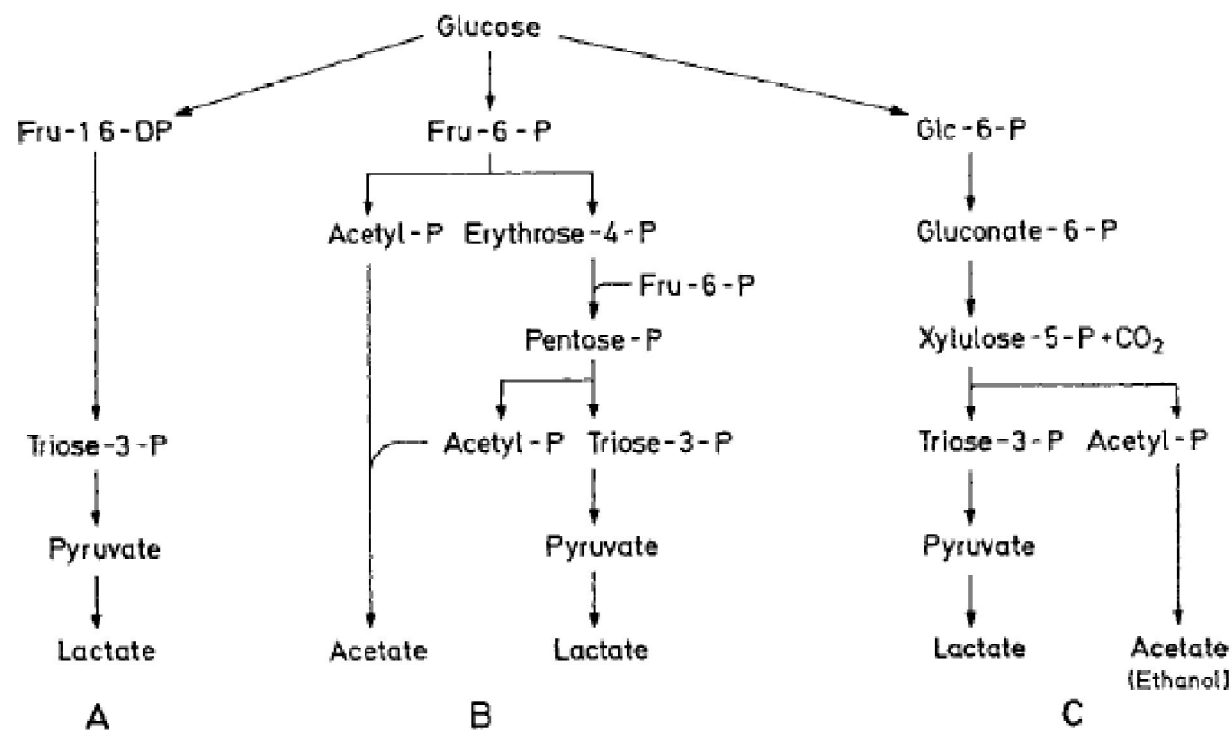 Glucose
Fru-1 6-DP Fru-6-P Glc-6-P
Acetyl-P Erythrose-4-P Gluconate-6-P
Fru-6-P
Pentose-P Xylulose-5-P+CO₂
Triose-3-P Acetyl-P Triose-3-P Triose-3-P Acetyl-P
Pyruvate Pyruvate Pyruvate
Lactate Acetate Lactate Lactate Acetate
(Ethanol)
A B C